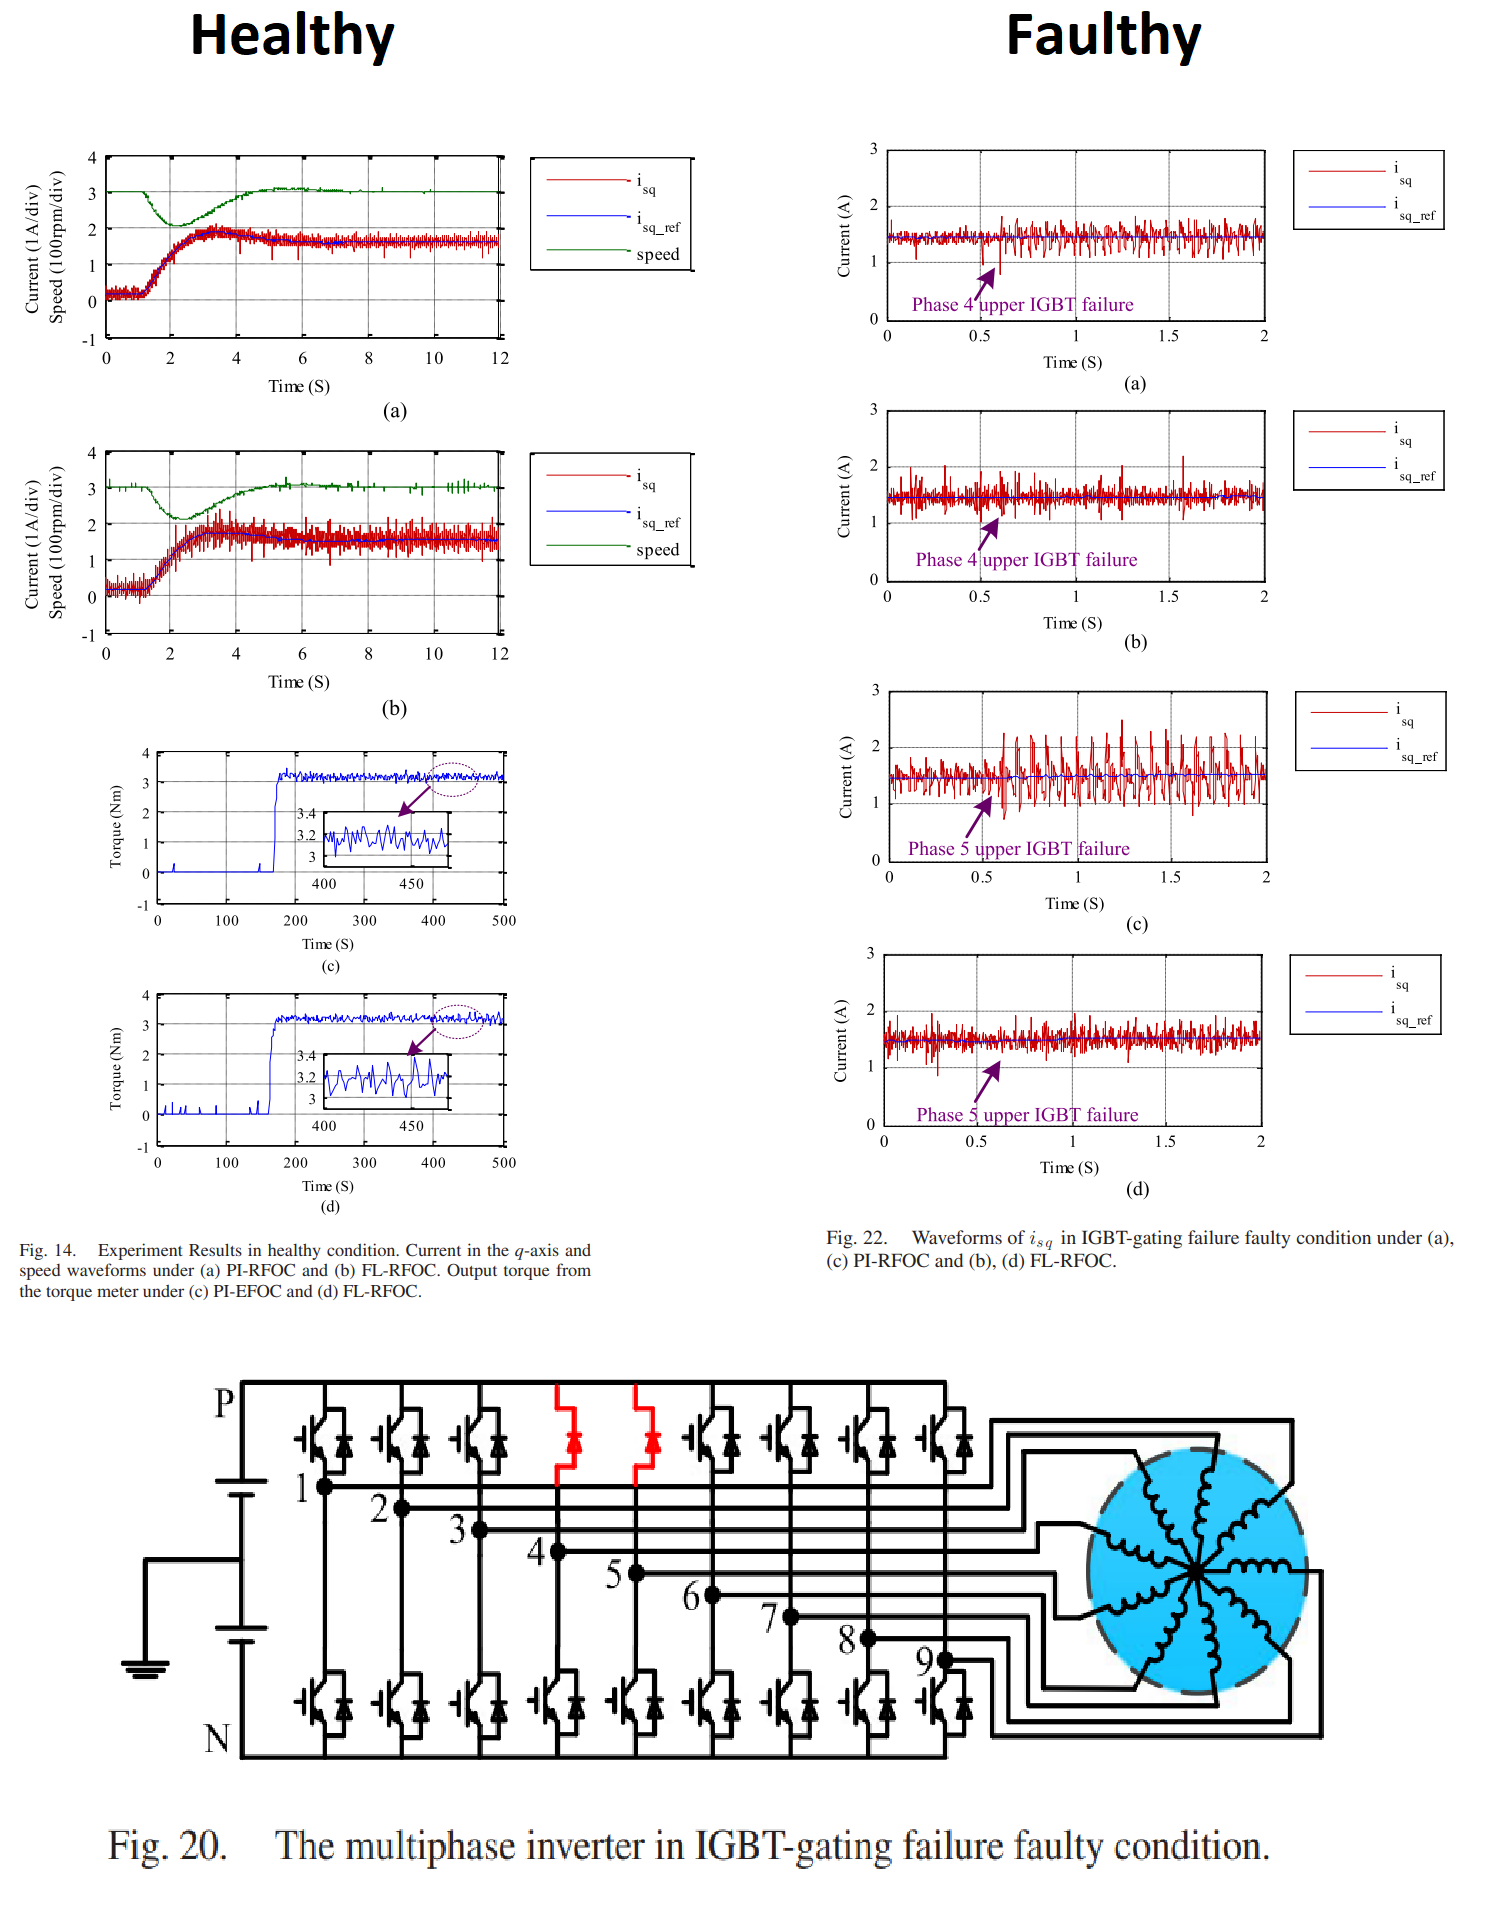 Healthy
Faulthy
4
3
2
1
0
-1
Current (1A/div)
Speed (100rpm/div)
0 2 4 6 8 10 12
Time (S)
(a)
i sq
i sq_ref
speed
4
3
2
1
0
-1
Current (1A/div)
Speed (100rpm/div)
0 2 4 6 8 10 12
Time (S)
(b)
i sq
i sq_ref
speed
4
3
2
1
0
-1
Torque (Nm)
3.4
3.2
3
400 450
0 100 200 300 400 500
Time (S)
(c)
4
3
2
1
0
-1
Torque (Nm)
3.4
3.2
3
400 450
0 100 200 300 400 500
Time (S)
(d)
Fig. 14. Experiment Results in healthy condition. Current in the q-axis and
speed waveforms under (a) PI-RFOC and (b) FL-RFOC. Output torque from
the torque meter under (c) PI-EFOC and (d) FL-RFOC.
3
2
1
0
Current (A)
Phase 4 upper IGBT failure
0 0.5 1 1.5 2
Time (S)
(a)
i sq
i sq_ref
3
2
1
0
Current (A)
Phase 4 upper IGBT failure
0 0.5 1 1.5 2
Time (S)
(b)
i sq
i sq_ref
3
2
1
0
Current (A)
Phase 5 upper IGBT failure
0 0.5 1 1.5 2
Time (S)
(c)
i sq
i sq_ref
3
2
1
0
Current (A)
Phase 5 upper IGBT failure
0 0.5 1 1.5 2
Time (S)
(d)
i sq
i sq_ref
Fig. 22. Waveforms of isq in IGBT-gating failure faulty condition under (a),
(c) PI-RFOC and (b), (d) FL-RFOC.
P
1
2
3
4
5
6
7
8
9
N
Fig. 20. The multiphase inverter in IGBT-gating failure faulty condition.